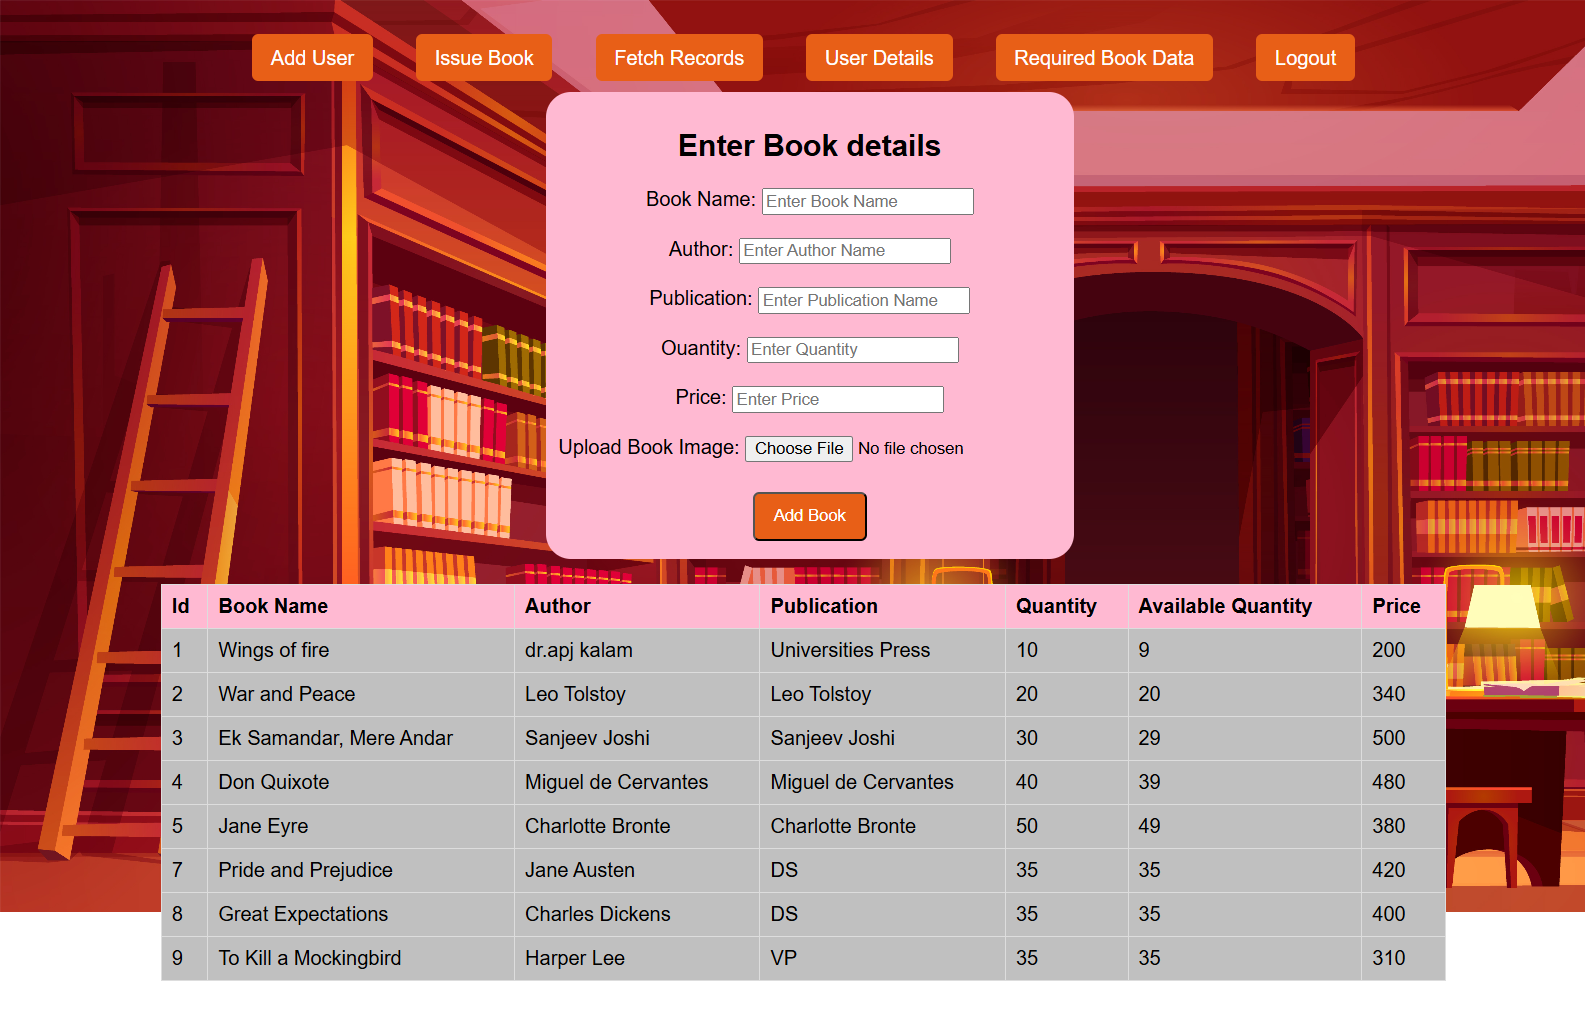 Add User Issue Book Fetch Records User Details Required Book Data Logout
Enter Book details
Book Name: Enter Book Name
Author: Enter Author Name
Publication: Enter Publication Name
Ouantity: Enter Quantity
Price: Enter Price
Upload Book Image: Choose File No file chosen
Add Book
Id Book Name Author Publication Quantity Available Quantity Price
1 Wings of fire dr.apj kalam Universities Press 10 9 200
2 War and Peace Leo Tolstoy Leo Tolstoy 20 20 340
3 Ek Samandar, Mere Andar Sanjeev Joshi Sanjeev Joshi 30 29 500
4 Don Quixote Miguel de Cervantes Miguel de Cervantes 40 39 480
5 Jane Eyre Charlotte Bronte Charlotte Bronte 50 49 380
7 Pride and Prejudice Jane Austen DS 35 35 420
8 Great Expectations Charles Dickens DS 35 35 400
9 To Kill a Mockingbird Harper Lee VP 35 35 310